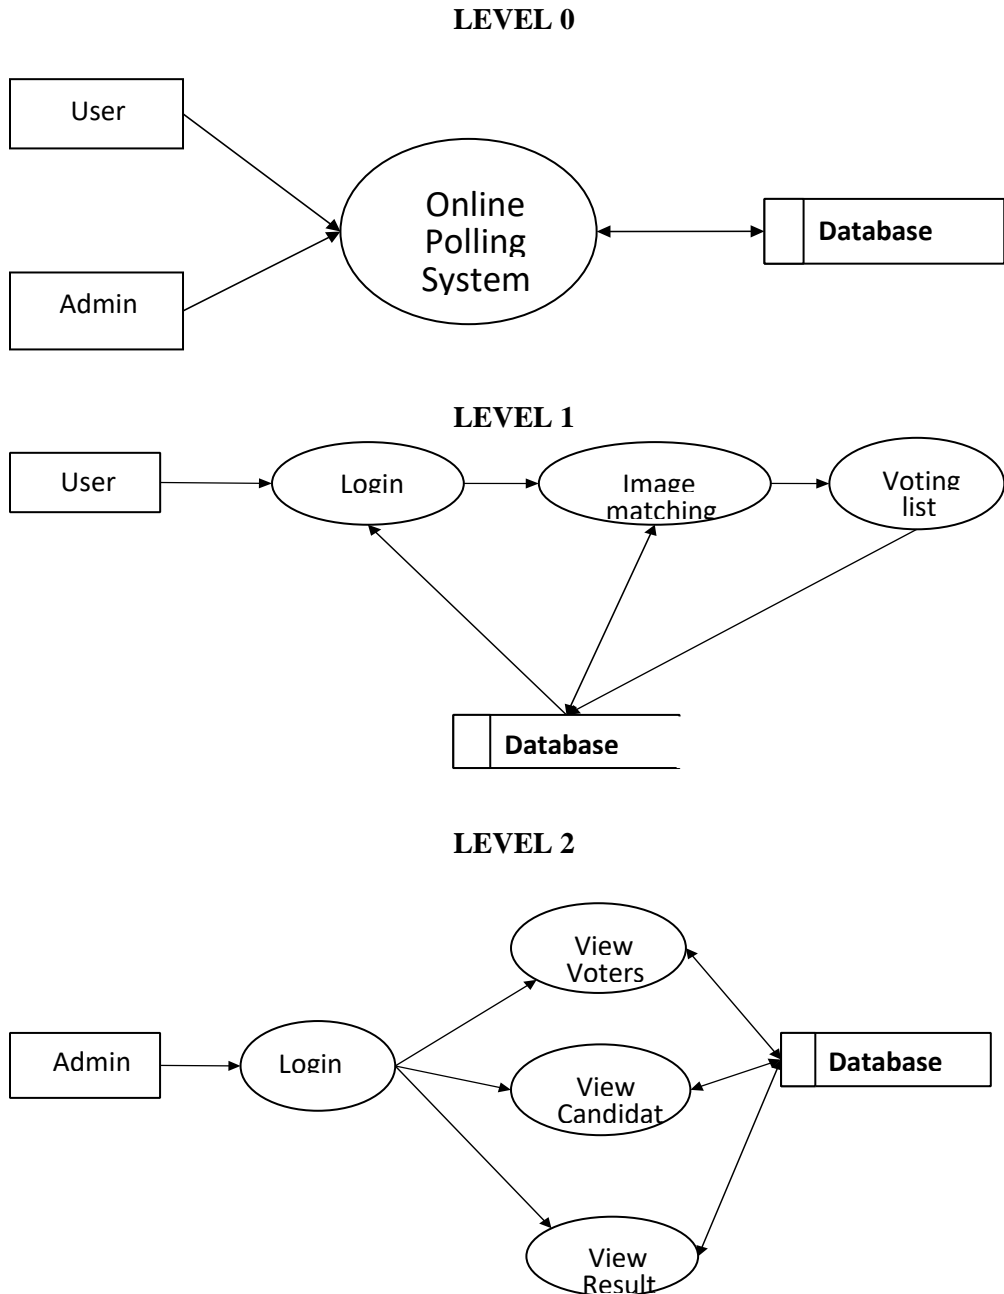 LEVEL 0
User
Admin
Online
Polling
System
Database
LEVEL 1
User
Login
Image
matching
Voting
list
Database
LEVEL 2
Admin
Login
View
Voters
View
Candidat
View
Result
Database